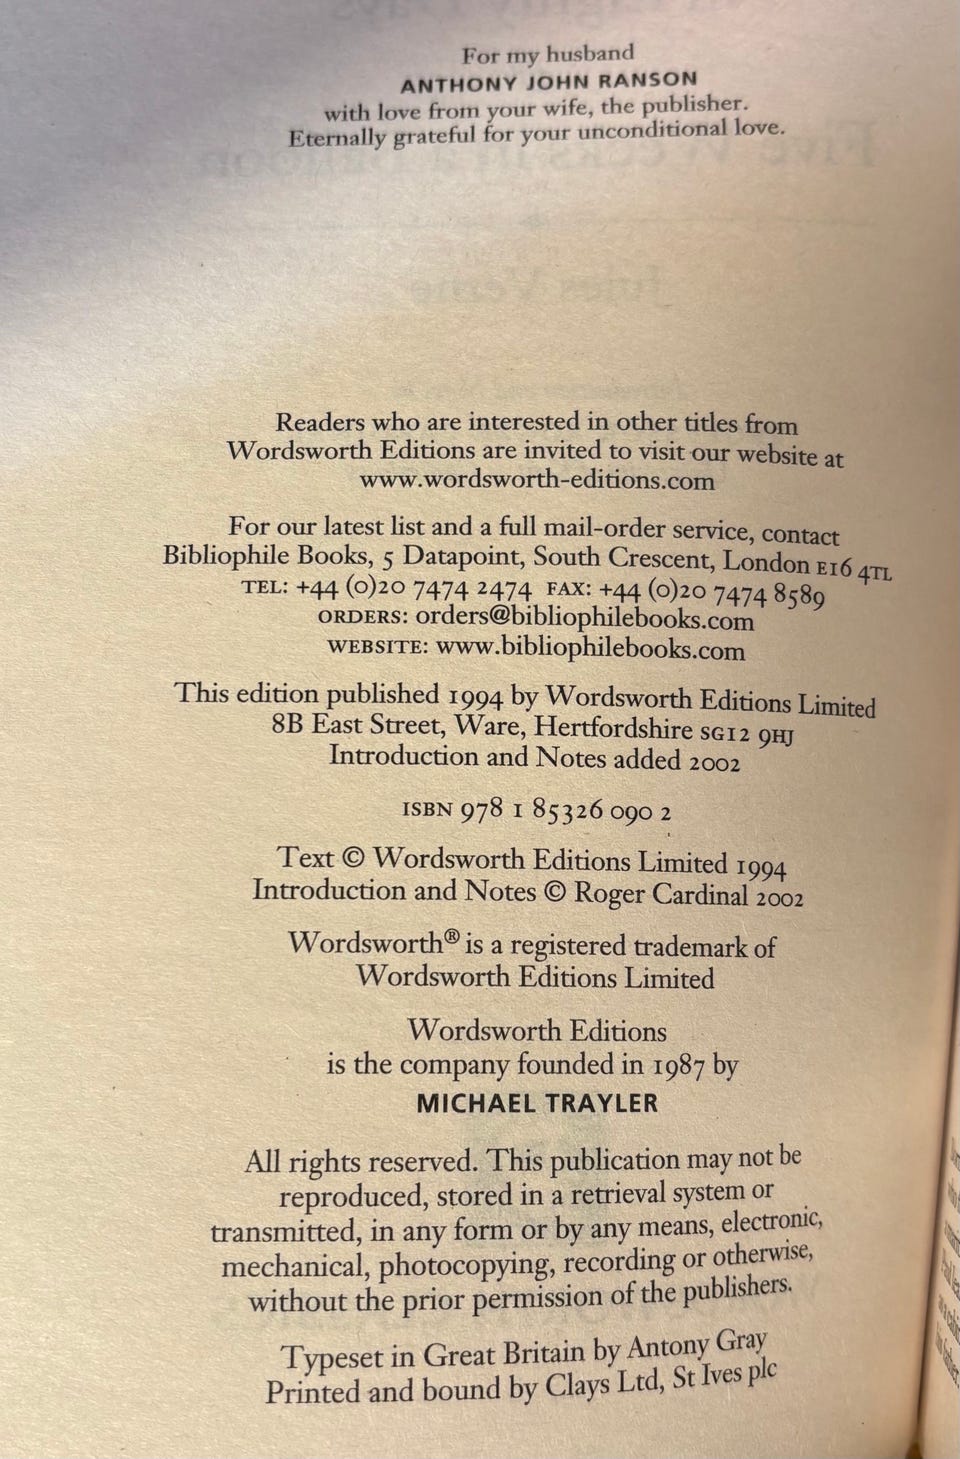 For my husband
ANTHONY JOHN RANSON
with love from your wife, the publisher.
Eternally grateful for your unconditional love.
Readers who are interested in other titles from
Wordsworth Editions are invited to visit our website at
www.wordsworth-editions.com
For our latest list and a full mail-order service, contact
Bibliophile Books, 5 Datapoint, South Crescent, London E16 4TL
TEL: +44 (0)20 7474 2474 FAX: +44 (0)20 7474 8589
ORDERS: orders@bibliophilebooks.com
WEBSITE: www.bibliophilebooks.com
This edition published 1994 by Wordsworth Editions Limited
8B East Street, Ware, Hertfordshire SG12 9HJ
Introduction and Notes added 2002
ISBN 978 1 85326 090 2
Text © Wordsworth Editions Limited 1994
Introduction and Notes © Roger Cardinal 2002
Wordsworth® is a registered trademark of
Wordsworth Editions Limited
Wordsworth Editions
is the company founded in 1987 by
MICHAEL TRAYLER
All rights reserved. This publication may not be
reproduced, stored in a retrieval system or
transmitted, in any form or by any means, electronic,
mechanical, photocopying, recording or otherwise,
without the prior permission of the publishers.
Typeset in Great Britain by Antony Gray
Printed and bound by Clays Ltd, St Ives plc